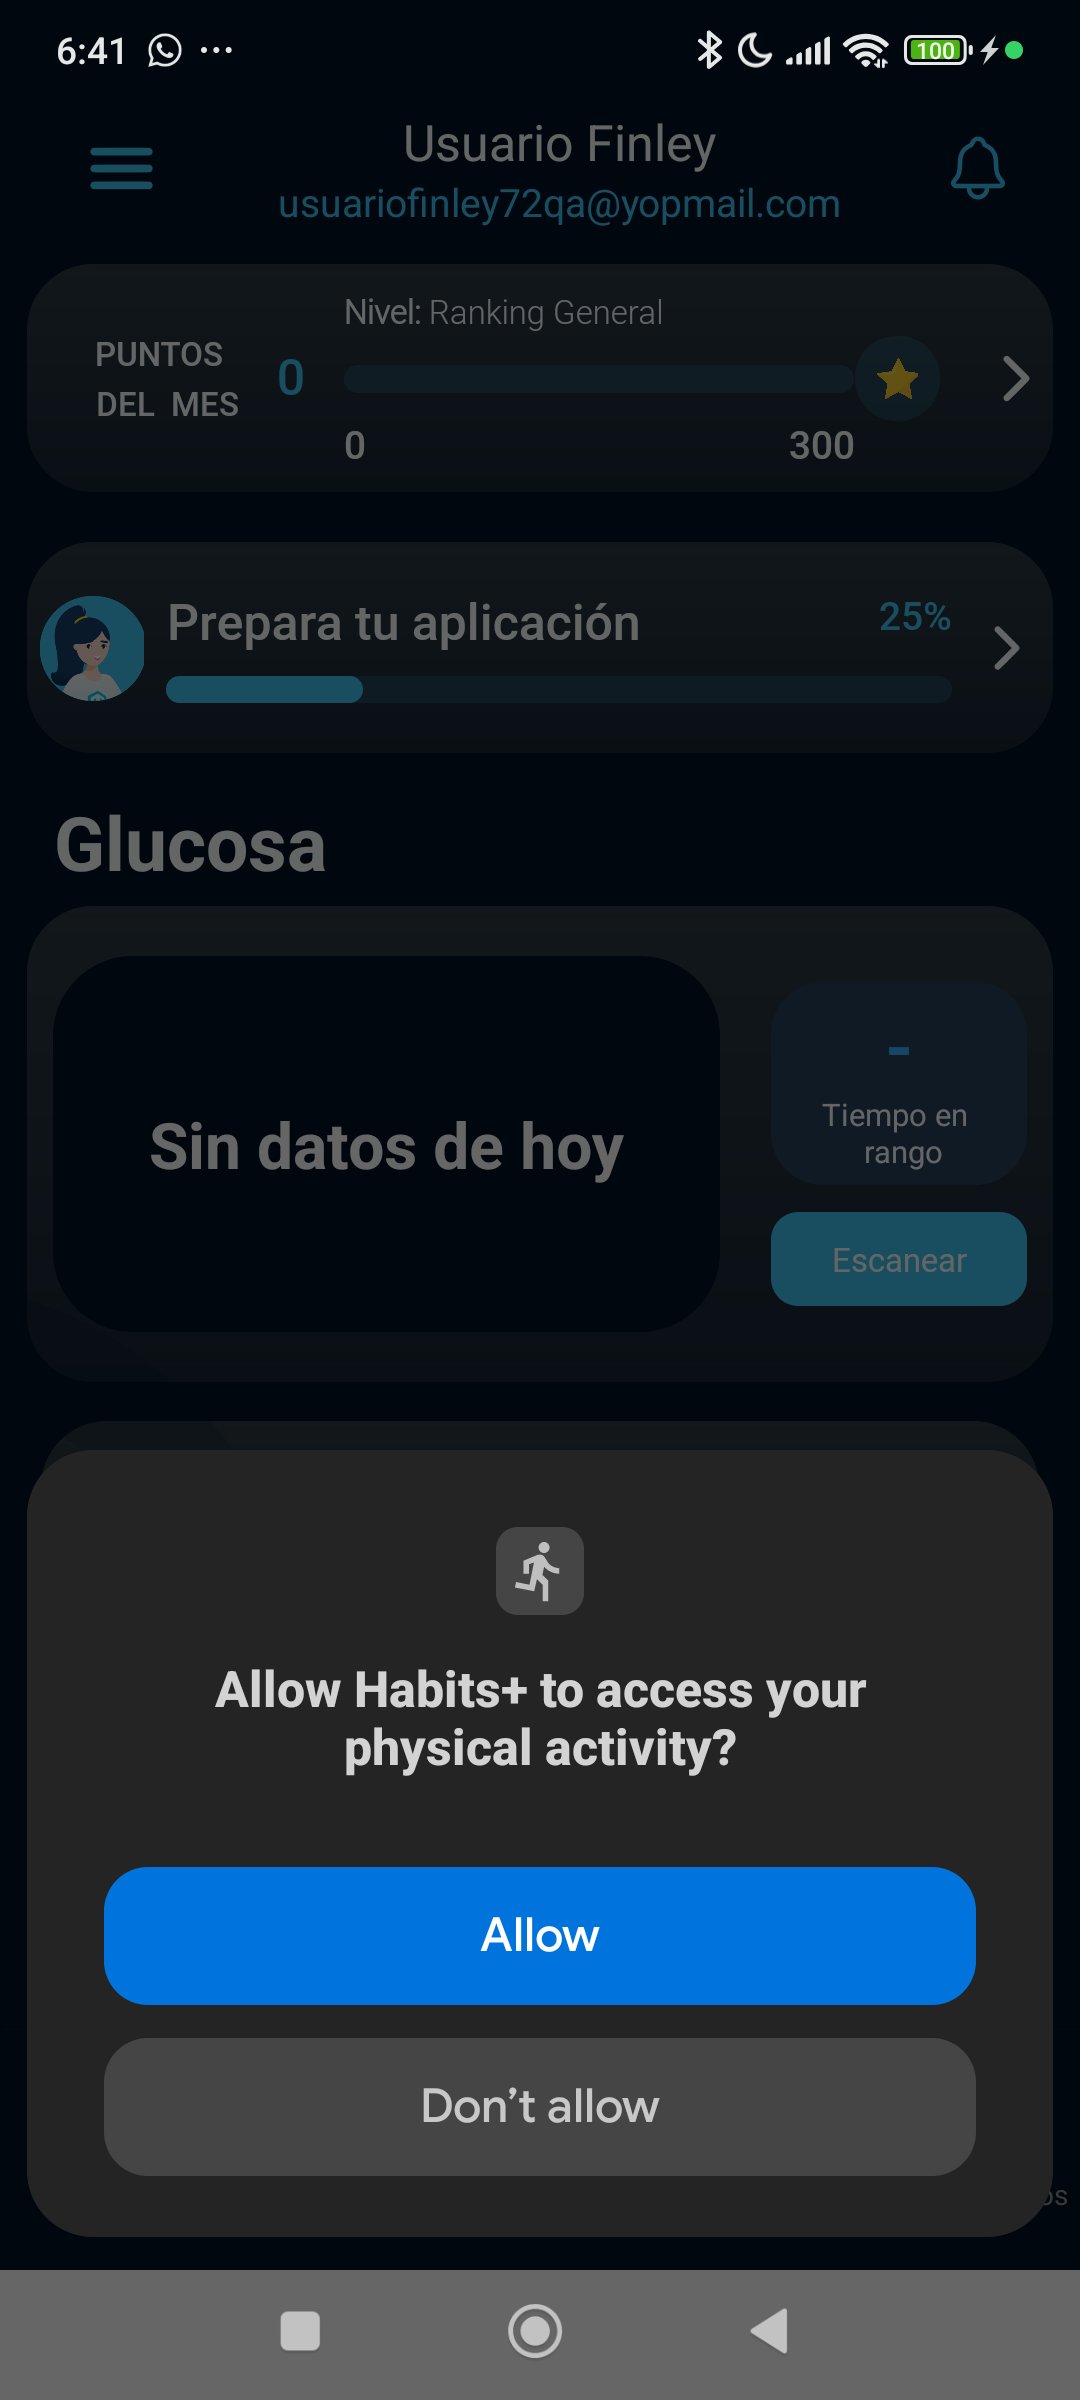 6:41
100
Usuario Finley
usuariofinley72qa@yopmail.com
Nivel: Ranking General
PUNTOS
DEL MES
0
0
300
Prepara tu aplicación
25%
Glucosa
Sin datos de hoy
-
Tiempo en
rango
Escanear
Allow Habits+ to access your
physical activity?
Allow
Don’t allow